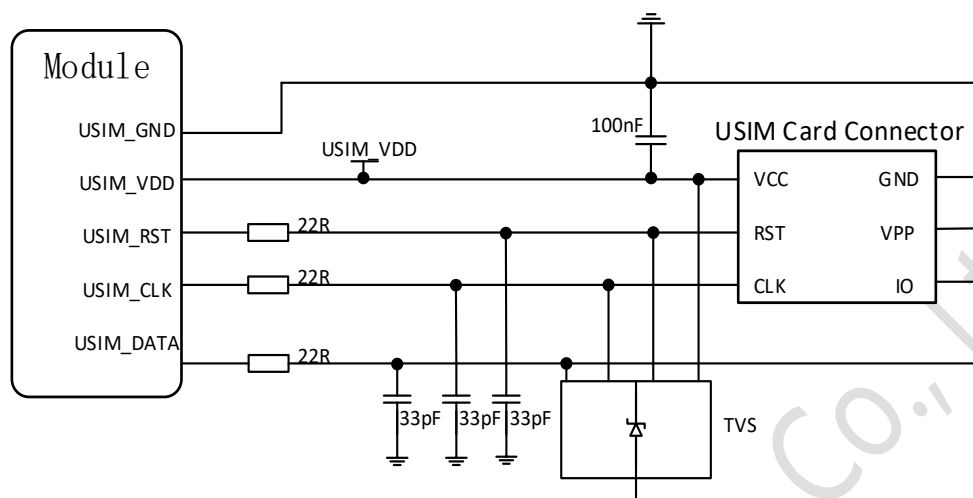 Module
USIM_GND
USIM_VDD
USIM_RST
USIM_CLK
USIM_DATA
USIM_VDD
22R
22R
22R
100nF
33pF
33pF
33pF
USIM Card Connector
VCC
GND
RST
VPP
CLK
IO
TVS
Co.,